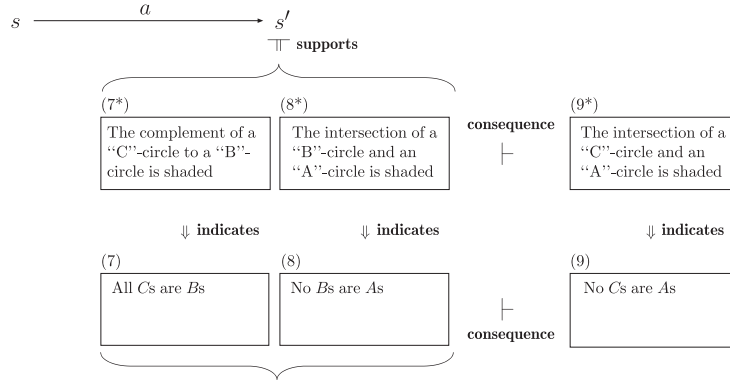 a
s s′
supports
(7*) (8*) (9*)
consequence
The complement of a
‘‘C’’-circle to a ‘‘B’’-
circle is shaded
The intersection of a
‘‘B’’-circle and an
‘‘A’’-circle is shaded
⊢
The intersection of a
‘‘C’’-circle and an
‘‘A’’-circle is shaded
⇓ indicates ⇓ indicates ⇓ indicates
(7) (8) (9)
All Cs are Bs
No Bs are As
⊢
consequence
No Cs are As